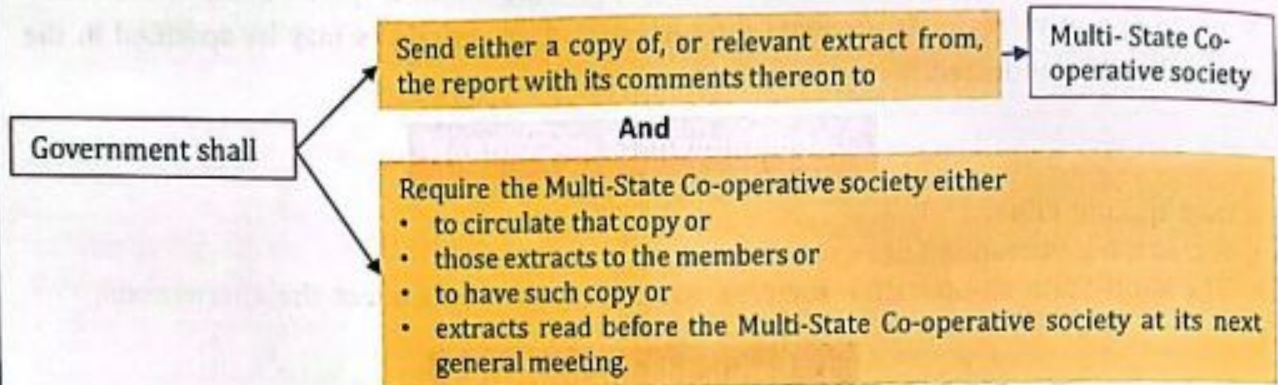 Send either a copy of, or relevant extract from,
the report with its comments thereon to
Multi- State Co-
operative society
And
Government shall
Require the Multi-State Co-operative society either
• to circulate that copy or
• those extracts to the members or
• to have such copy or
• extracts read before the Multi-State Co-operative society at its next
general meeting.